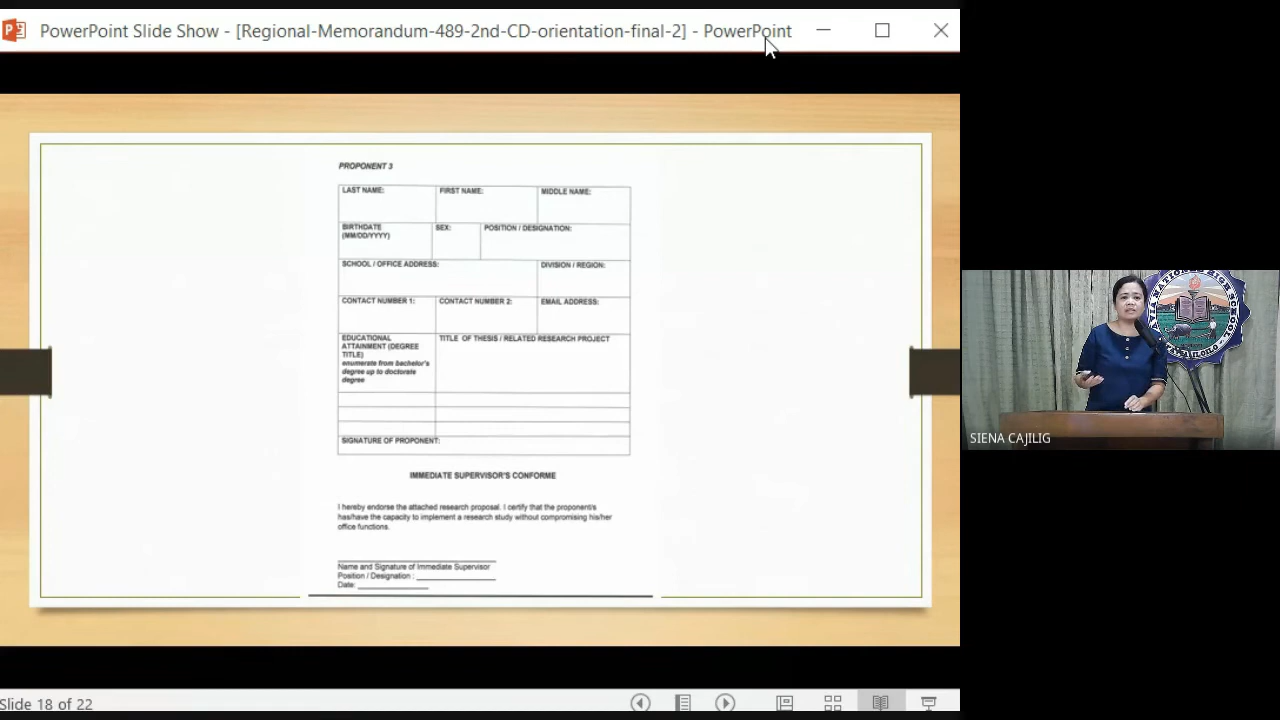 PowerPoint Slide Show - [Regional-Memorandum-489-2nd-CD-orientation-final-2] - PowerPoint
PROPONENT 3
LAST NAME: FIRST NAME: MIDDLE NAME:
BIRTHDATE SEX: POSITION / DESIGNATION:
(MM/DD/YYYY)
SCHOOL / OFFICE ADDRESS: DIVISION / REGION:
CONTACT NUMBER 1: CONTACT NUMBER 2: EMAIL ADDRESS:
EDUCATIONAL TITLE OF THESIS / RELATED RESEARCH PROJECT
ATTAINMENT (DEGREE
TITLE)
enumerate from bachelor's
degree up to doctorate
degree
SIGNATURE OF PROPONENT:
IMMEDIATE SUPERVISOR'S CONFORME
I hereby endorse the attached research proposal. I certify that the proponent/s
has/have the capacity to implement a research study without compromising his/her
office functions.
Name and Signature of Immediate Supervisor
Position / Designation :
Date:
SIENA CAJILIG
Slide 18 of 22